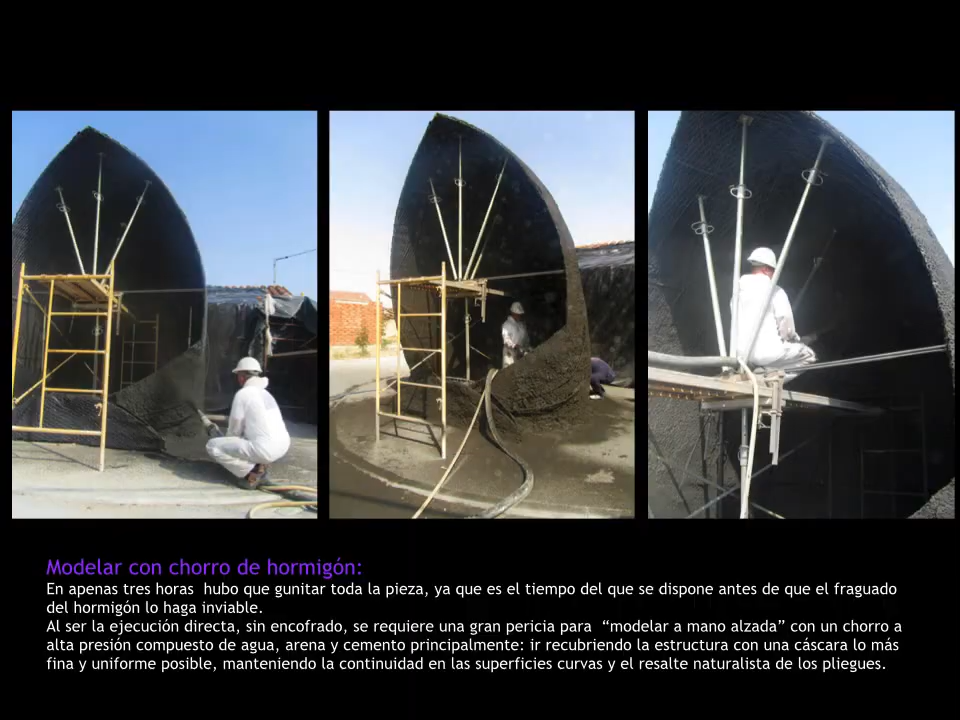 Modelar con chorro de hormigón:
En apenas tres horas  hubo que gunitar toda la pieza, ya que es el tiempo del que se dispone antes de que el fraguado
del hormigón lo haga inviable.
Al ser la ejecución directa, sin encofrado, se requiere una gran pericia para  “modelar a mano alzada” con un chorro a
alta presión compuesto de agua, arena y cemento principalmente: ir recubriendo la estructura con una cáscara lo más
fina y uniforme posible, manteniendo la continuidad en las superficies curvas y el resalte naturalista de los pliegues.